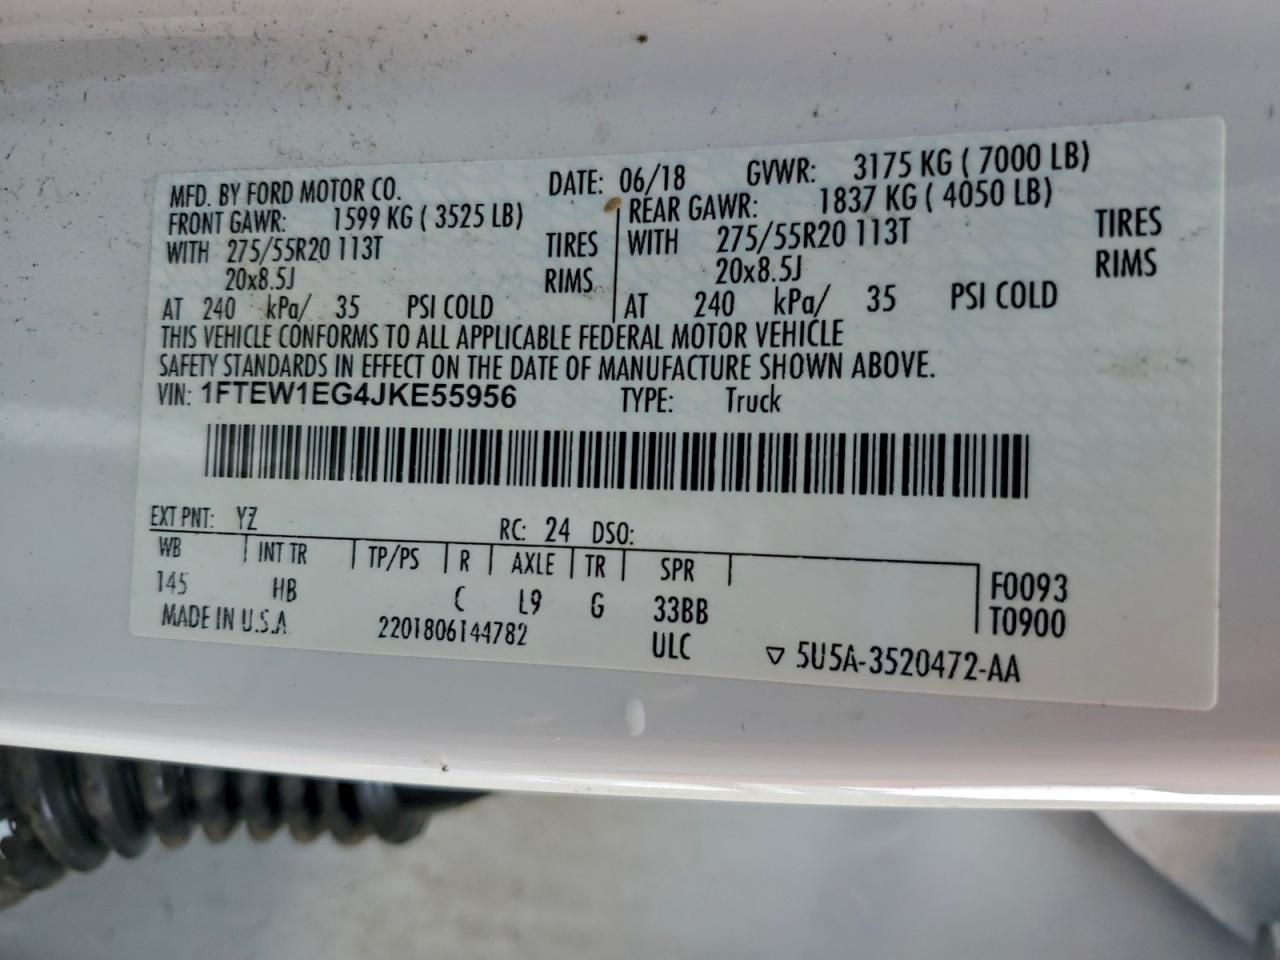 MFD. BY FORD MOTOR CO. DATE: 06/18 GVWR: 3175 KG ( 7000 LB)
FRONT GAWR: 1599 KG ( 3525 LB) REAR GAWR: 1837 KG ( 4050 LB)
WITH 275/55R20 113T TIRES WITH 275/55R20 113T TIRES
20x8.5J RIMS 20x8.5J RIMS
AT 240 kPa/ 35 PSI COLD AT 240 kPa/ 35 PSI COLD
THIS VEHICLE CONFORMS TO ALL APPLICABLE FEDERAL MOTOR VEHICLE
SAFETY STANDARDS IN EFFECT ON THE DATE OF MANUFACTURE SHOWN ABOVE.
VIN: 1FTEW1EG4JKE55956 TYPE: Truck
EXT PNT: YZ RC: 24 DSO:
WB INT TR TP/PS R AXLE TR SPR
145 HB C L9 G 33BB F0093
MADE IN U.S.A. 2201806144782 ULC T0900
▽ 5U5A-3520472-AA